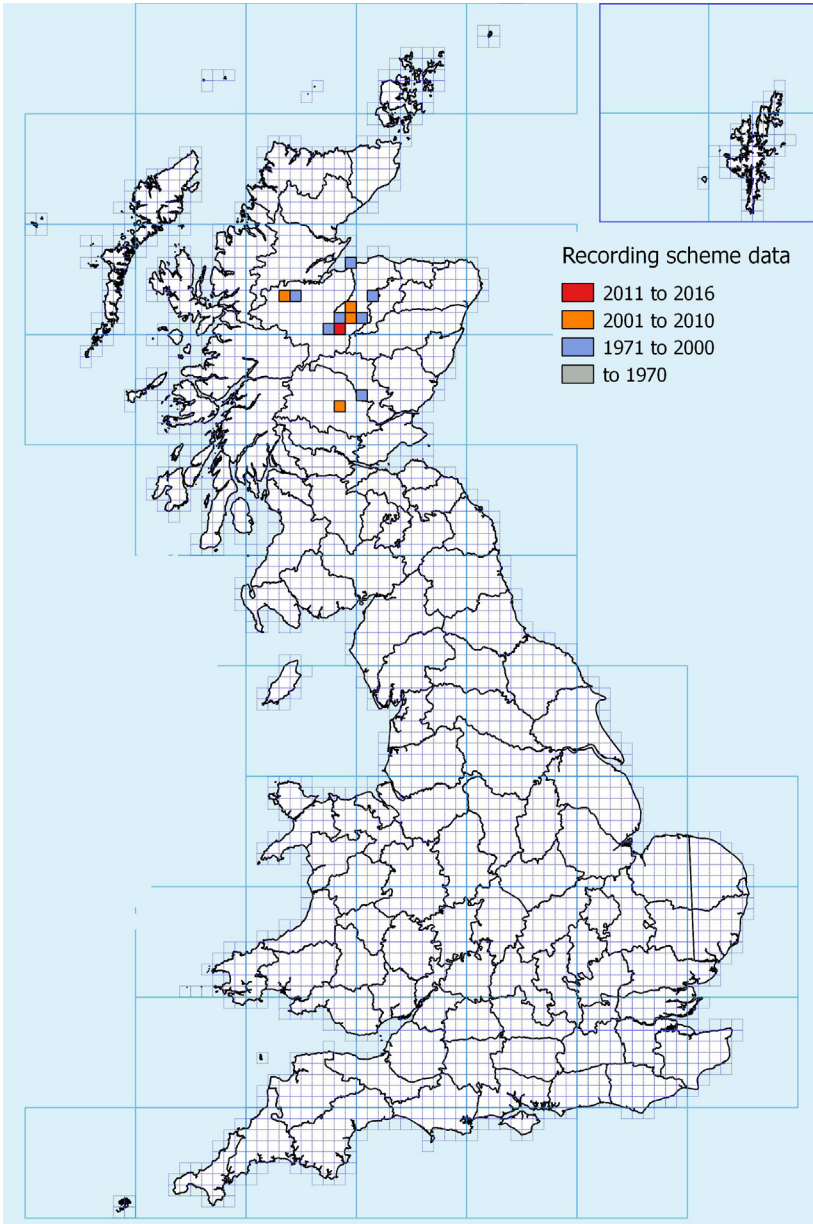 Recording scheme data
2011 to 2016
2001 to 2010
1971 to 2000
to 1970